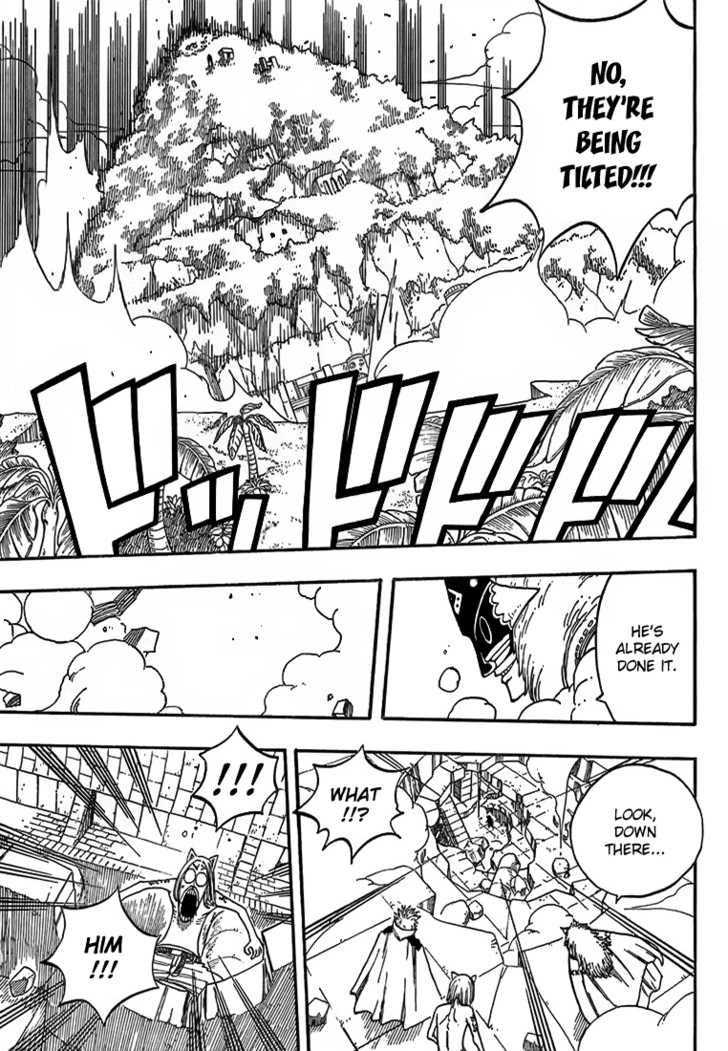 NO,
THEY'RE
BEING
TILTED!!!
ドッドドドド
HE'S
ALREADY
DONE IT.
LOOK,
DOWN
THERE...
WHAT
!!?
!!!
HIM
!!!